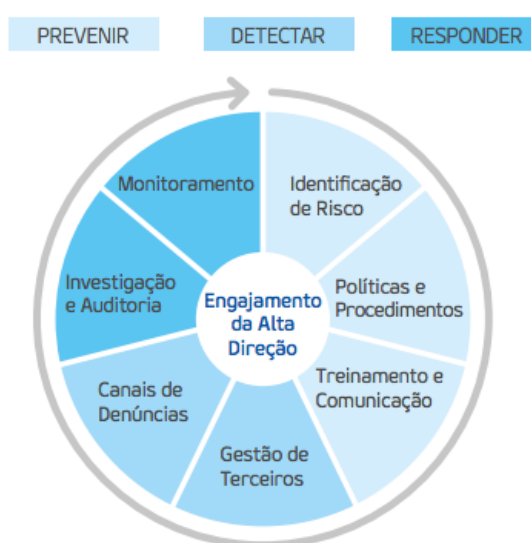 PREVENIR
DETECTAR
RESPONDER
Monitoramento
Identificação
de Risco
Investigação
e Auditoria
Engajamento
da Alta
Direção
Políticas e
Procedimentos
Canais de
Denúncias
Treinamento e
Comunicação
Gestão de
Terceiros